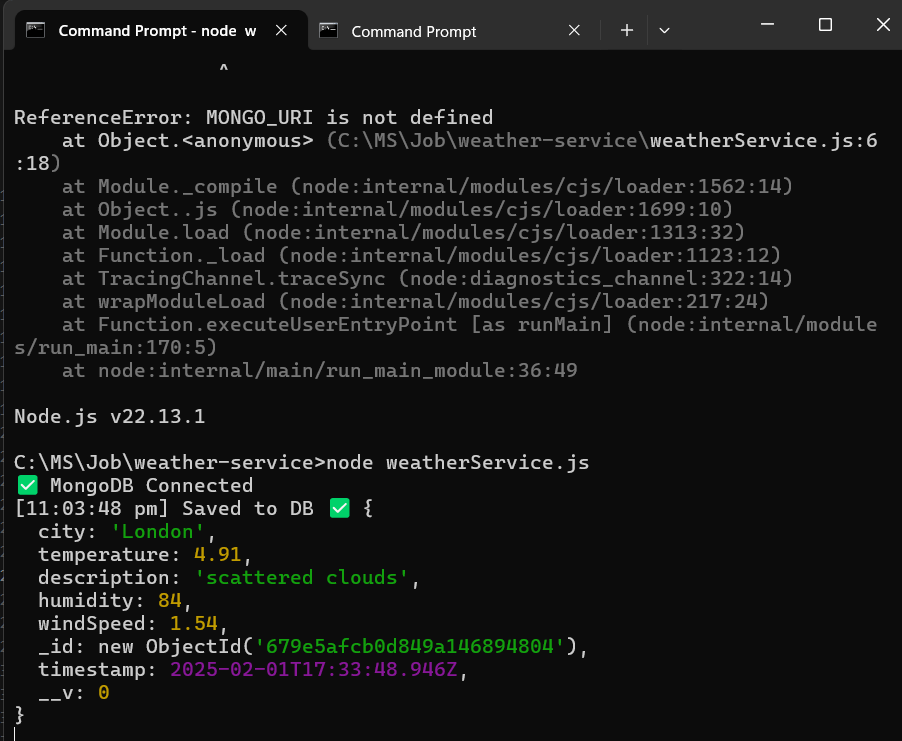 Command Prompt - node w
Command Prompt
^
ReferenceError: MONGO_URI is not defined
    at Object.<anonymous> (C:\MS\Job\weather-service\weatherService.js:6
:18)
    at Module._compile (node:internal/modules/cjs/loader:1562:14)
    at Object..js (node:internal/modules/cjs/loader:1699:10)
    at Module.load (node:internal/modules/cjs/loader:1313:32)
    at Function._load (node:internal/modules/cjs/loader:1123:12)
    at TracingChannel.traceSync (node:diagnostics_channel:322:14)
    at wrapModuleLoad (node:internal/modules/cjs/loader:217:24)
    at Function.executeUserEntryPoint [as runMain] (node:internal/module
s/run_main:170:5)
    at node:internal/main/run_main_module:36:49
Node.js v22.13.1
C:\MS\Job\weather-service>node weatherService.js
✅ MongoDB Connected
[11:03:48 pm] Saved to DB ✅ {
  city: 'London',
  temperature: 4.91,
  description: 'scattered clouds',
  humidity: 84,
  windSpeed: 1.54,
  _id: new ObjectId('679e5afcb0d849a146894804'),
  timestamp: 2025-02-01T17:33:48.946Z,
  __v: 0
}